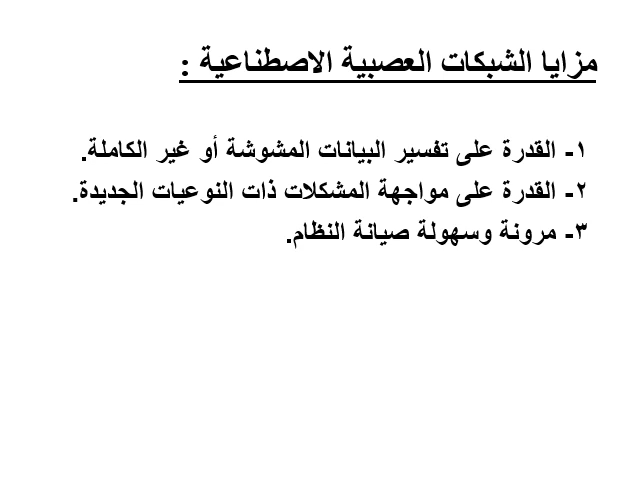 مزايا الشبكات العصبية الاصطناعية :
١- القدرة على تفسير البيانات المشوشة أو غير الكاملة.
٢- القدرة على مواجهة المشكلات ذات النوعيات الجديدة.
٣- مرونة وسهولة صيانة النظام.